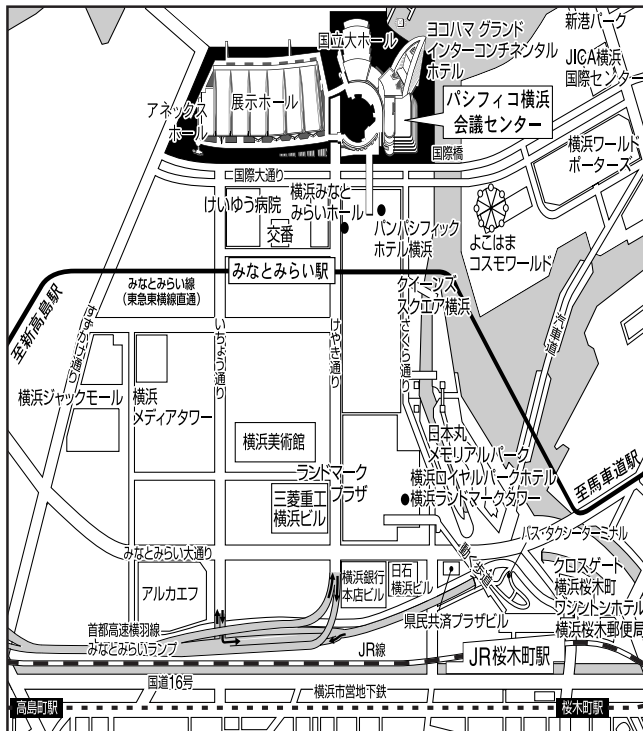 国立大ホール
ヨコハマ グランド
インターコンチネンタル
ホテル
新港パーク
JICA横浜
国際センター
アネックス
ホール
展示ホール
パシフィコ横浜
会議センター
国際橋
横浜ワールド
ポーターズ
国際大通り
けいゆう病院
交番
横浜みなと
みらいホール
パンパシフィック
ホテル横浜
よこはま
コスモワールド
みなとみらい駅
みなとみらい線
(東急東横線直通)
クイーンズ
スクエア横浜
至新高島駅
すずかけ通り
いちょう通り
けやき通り
さくら通り
汽車道
横浜ジャックモール
横浜
メディアタワー
横浜美術館
日本丸
メモリアルパーク
ランドマーク
プラザ
横浜ロイヤルパークホテル
横浜ランドマークタワー
三菱重工
横浜ビル
至馬車道駅
みなとみらい大通り
バス・タクシーターミナル
動く歩道
アルカエフ
横浜銀行
本店ビル
日石
横浜ビル
県民共済プラザビル
クロスゲート
横浜桜木町
ワシントンホテル
横浜桜木郵便局
首都高速横羽線
みなとみらいランプ
JR線
JR桜木町駅
国道16号
横浜市営地下鉄
高島町駅
桜木町駅